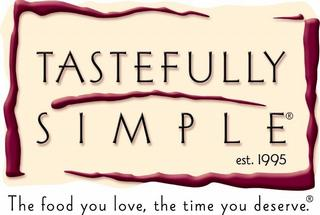 TASTEFULLY
SIMPLE®
est. 1995
The food you love, the time you deserve.®